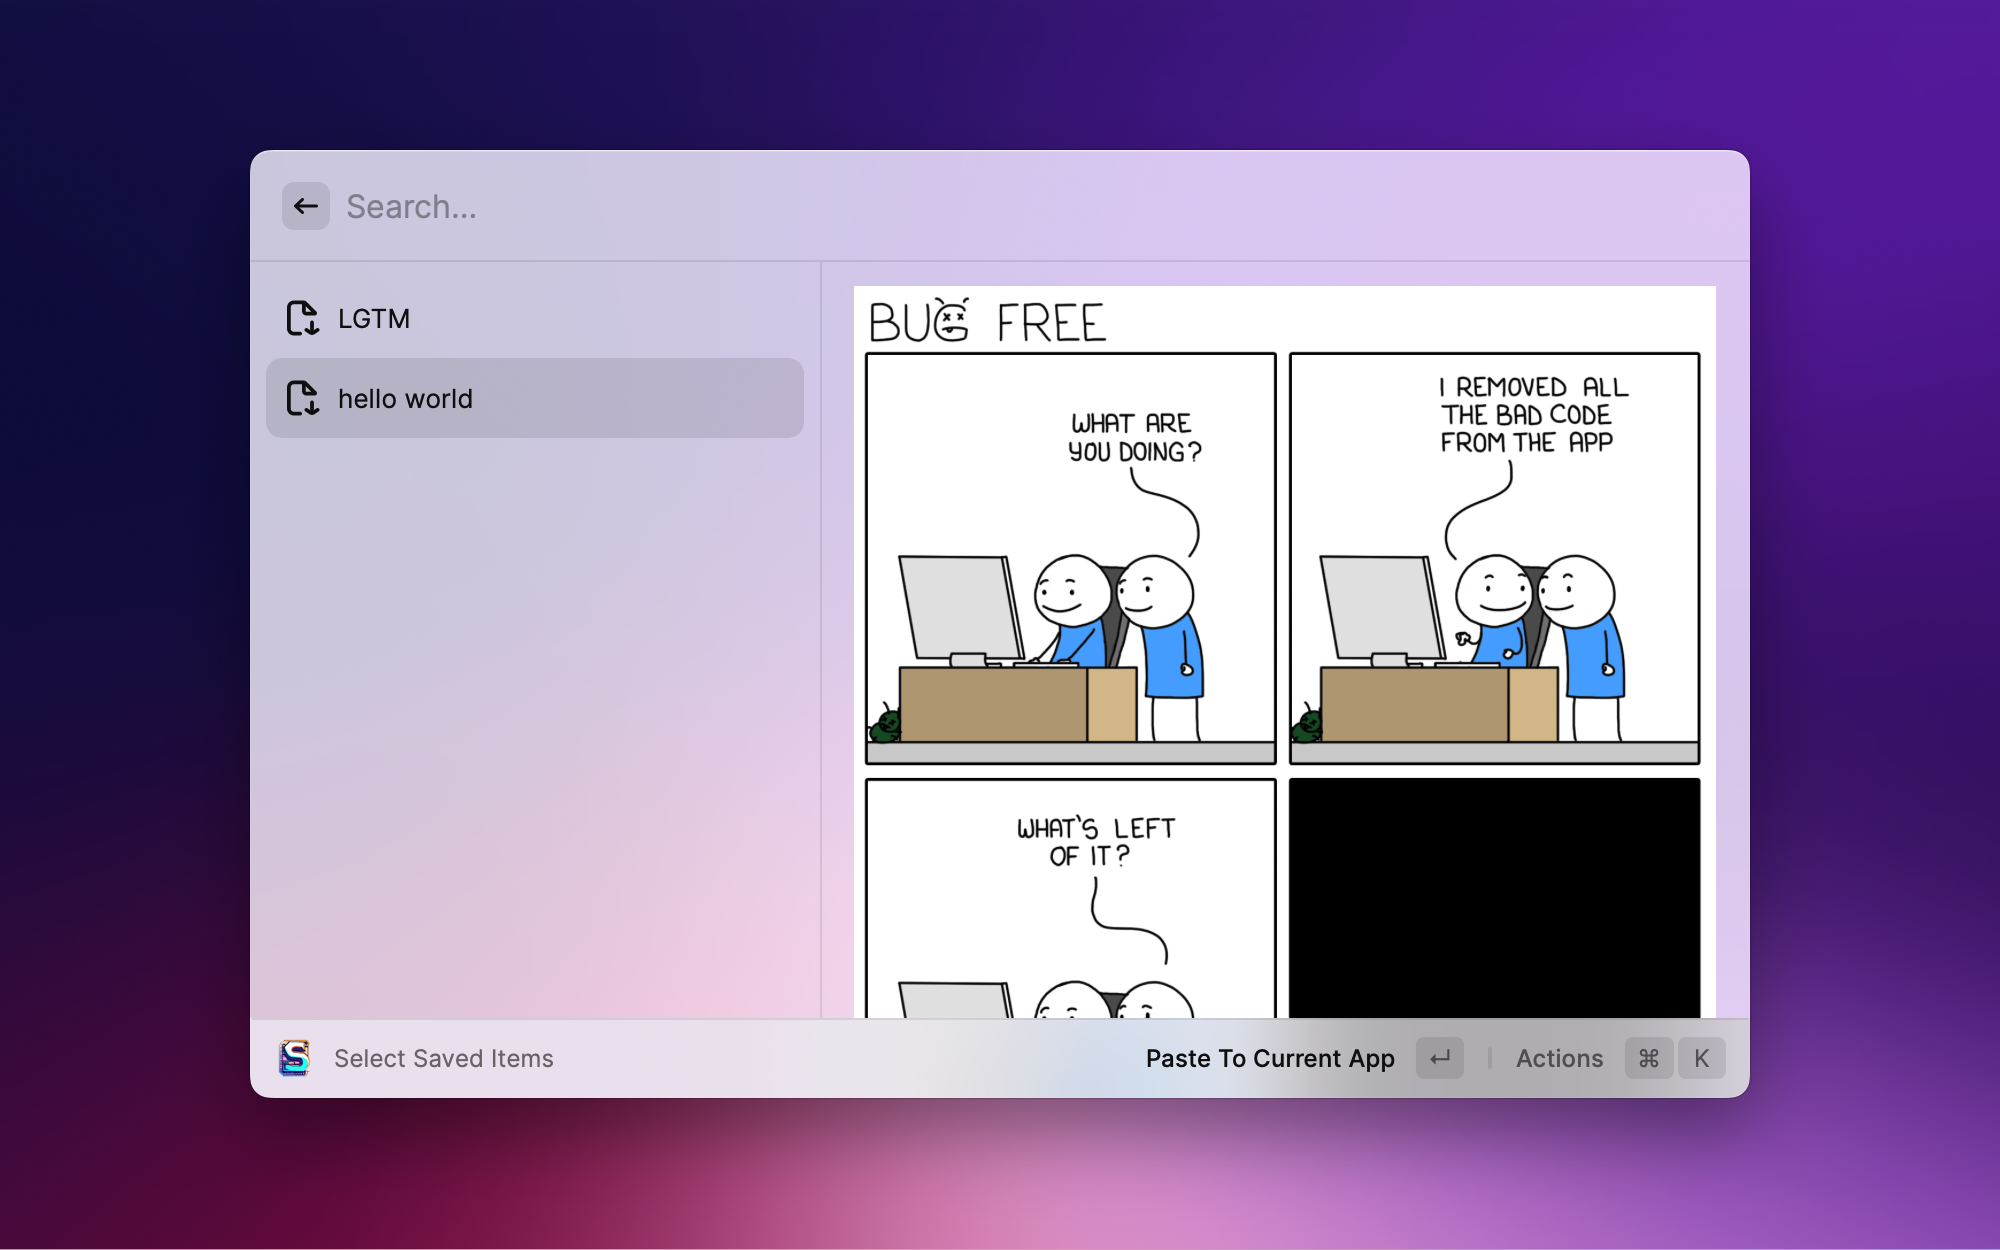 Search...
LGTM
hello world
BUG FREE
WHAT ARE
YOU DOING?
I REMOVED ALL
THE BAD CODE
FROM THE APP
WHAT'S LEFT
OF IT?
S
Select Saved Items
Paste To Current App
Actions
⌘ K